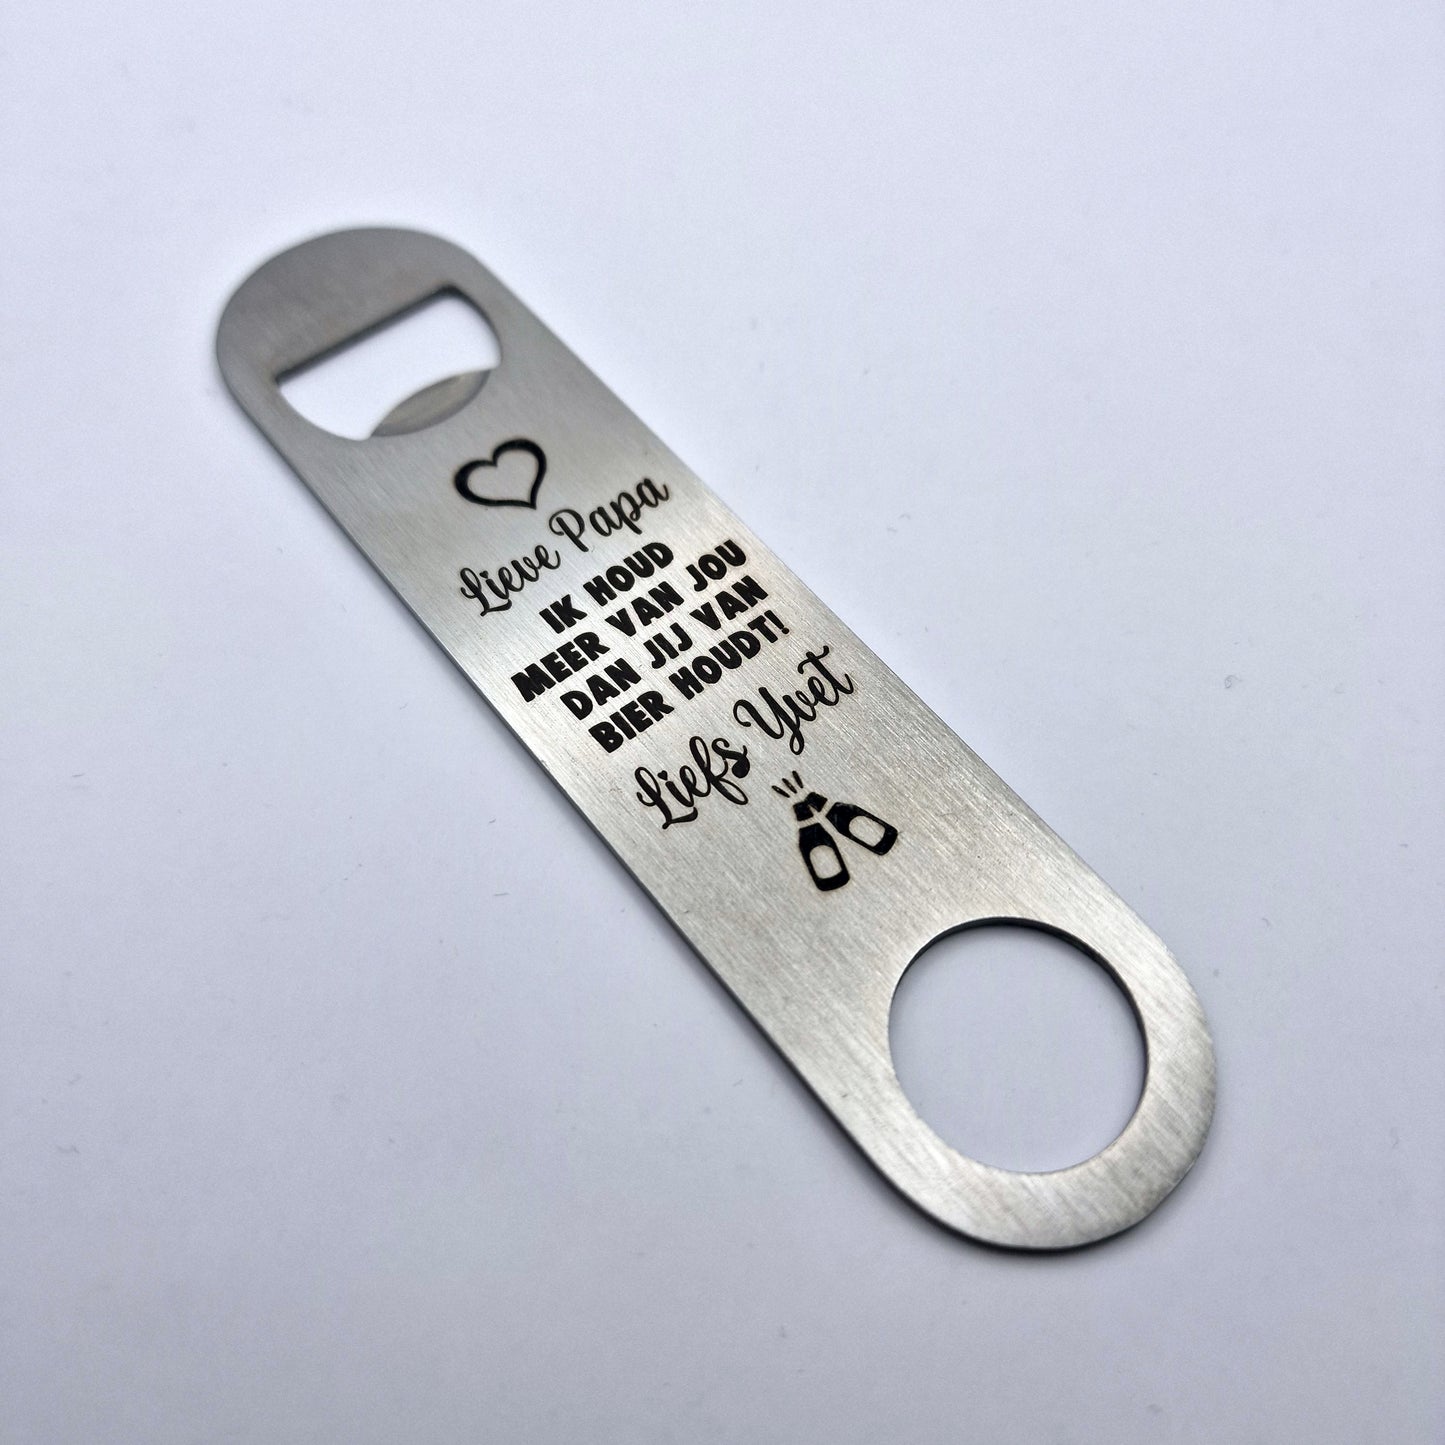 Lieve Papa
IK HOUD
MEER VAN JOU
DAN JIJ VAN
BIER HOUDT!
Liefs Yvet